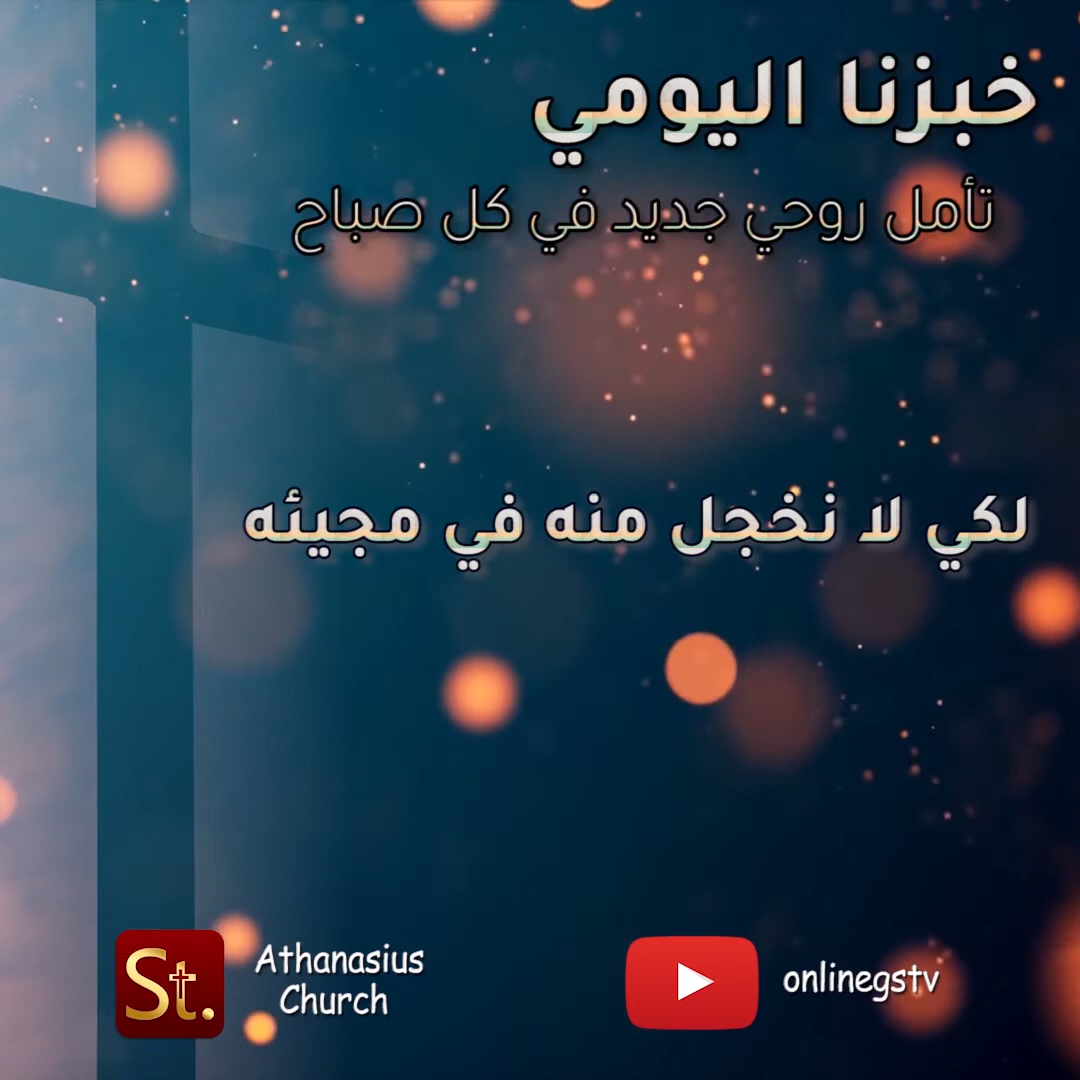 خبزنا اليومي
تأمل روحي جديد في كل صباح
لكي لا نخجل منه في مجيئه
St.
Athanasius
Church
onlinegstv